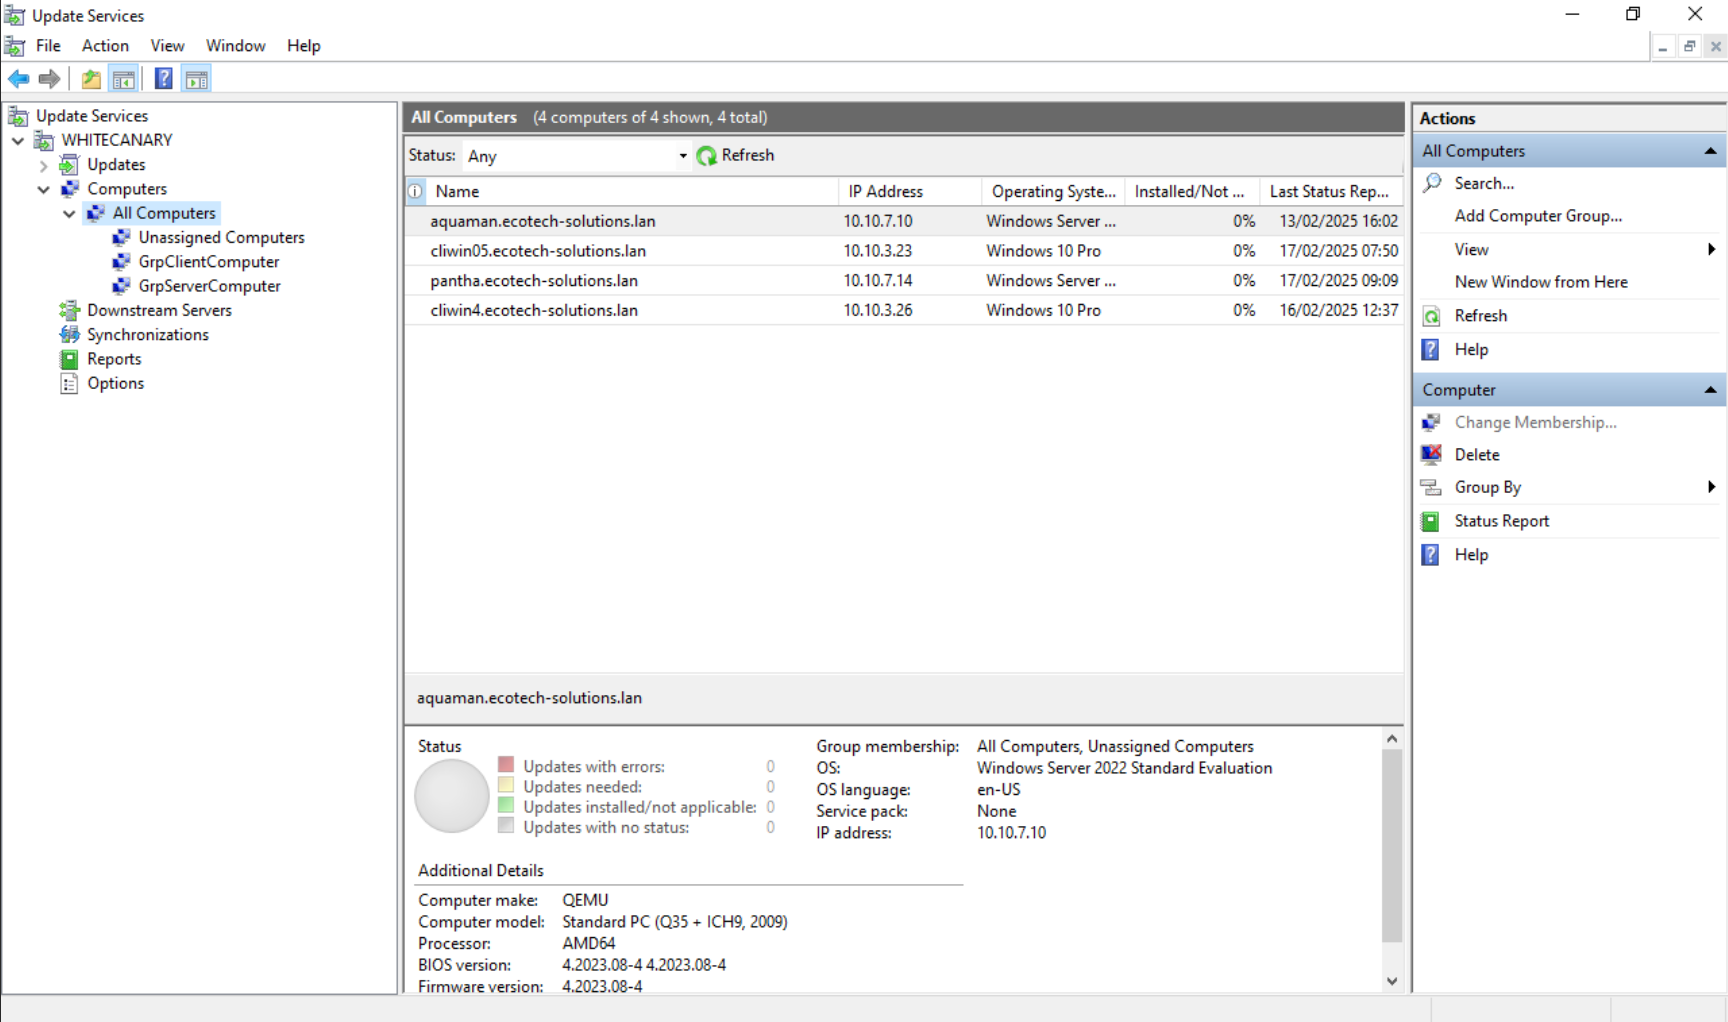 Update Services
File Action View Window Help
Update Services
WHITECANARY
Updates
Computers
All Computers
Unassigned Computers
GrpClientComputer
GrpServerComputer
Downstream Servers
Synchronizations
Reports
Options
All Computers (4 computers of 4 shown, 4 total)
Status: Any Refresh
Name IP Address Operating Syste... Installed/Not ... Last Status Rep...
aquaman.ecotech-solutions.lan 10.10.7.10 Windows Server ... 0% 13/02/2025 16:02
cliwin05.ecotech-solutions.lan 10.10.3.23 Windows 10 Pro 0% 17/02/2025 07:50
pantha.ecotech-solutions.lan 10.10.7.14 Windows Server ... 0% 17/02/2025 09:09
cliwin4.ecotech-solutions.lan 10.10.3.26 Windows 10 Pro 0% 16/02/2025 12:37
aquaman.ecotech-solutions.lan
Status
Updates with errors: 0
Updates needed: 0
Updates installed/not applicable: 0
Updates with no status: 0
Group membership: All Computers, Unassigned Computers
OS: Windows Server 2022 Standard Evaluation
OS language: en-US
Service pack: None
IP address: 10.10.7.10
Additional Details
Computer make: QEMU
Computer model: Standard PC (Q35 + ICH9, 2009)
Processor: AMD64
BIOS version: 4.2023.08-4 4.2023.08-4
Firmware version: 4.2023.08-4
Actions
All Computers
Search...
Add Computer Group...
View
New Window from Here
Refresh
Help
Computer
Change Membership...
Delete
Group By
Status Report
Help